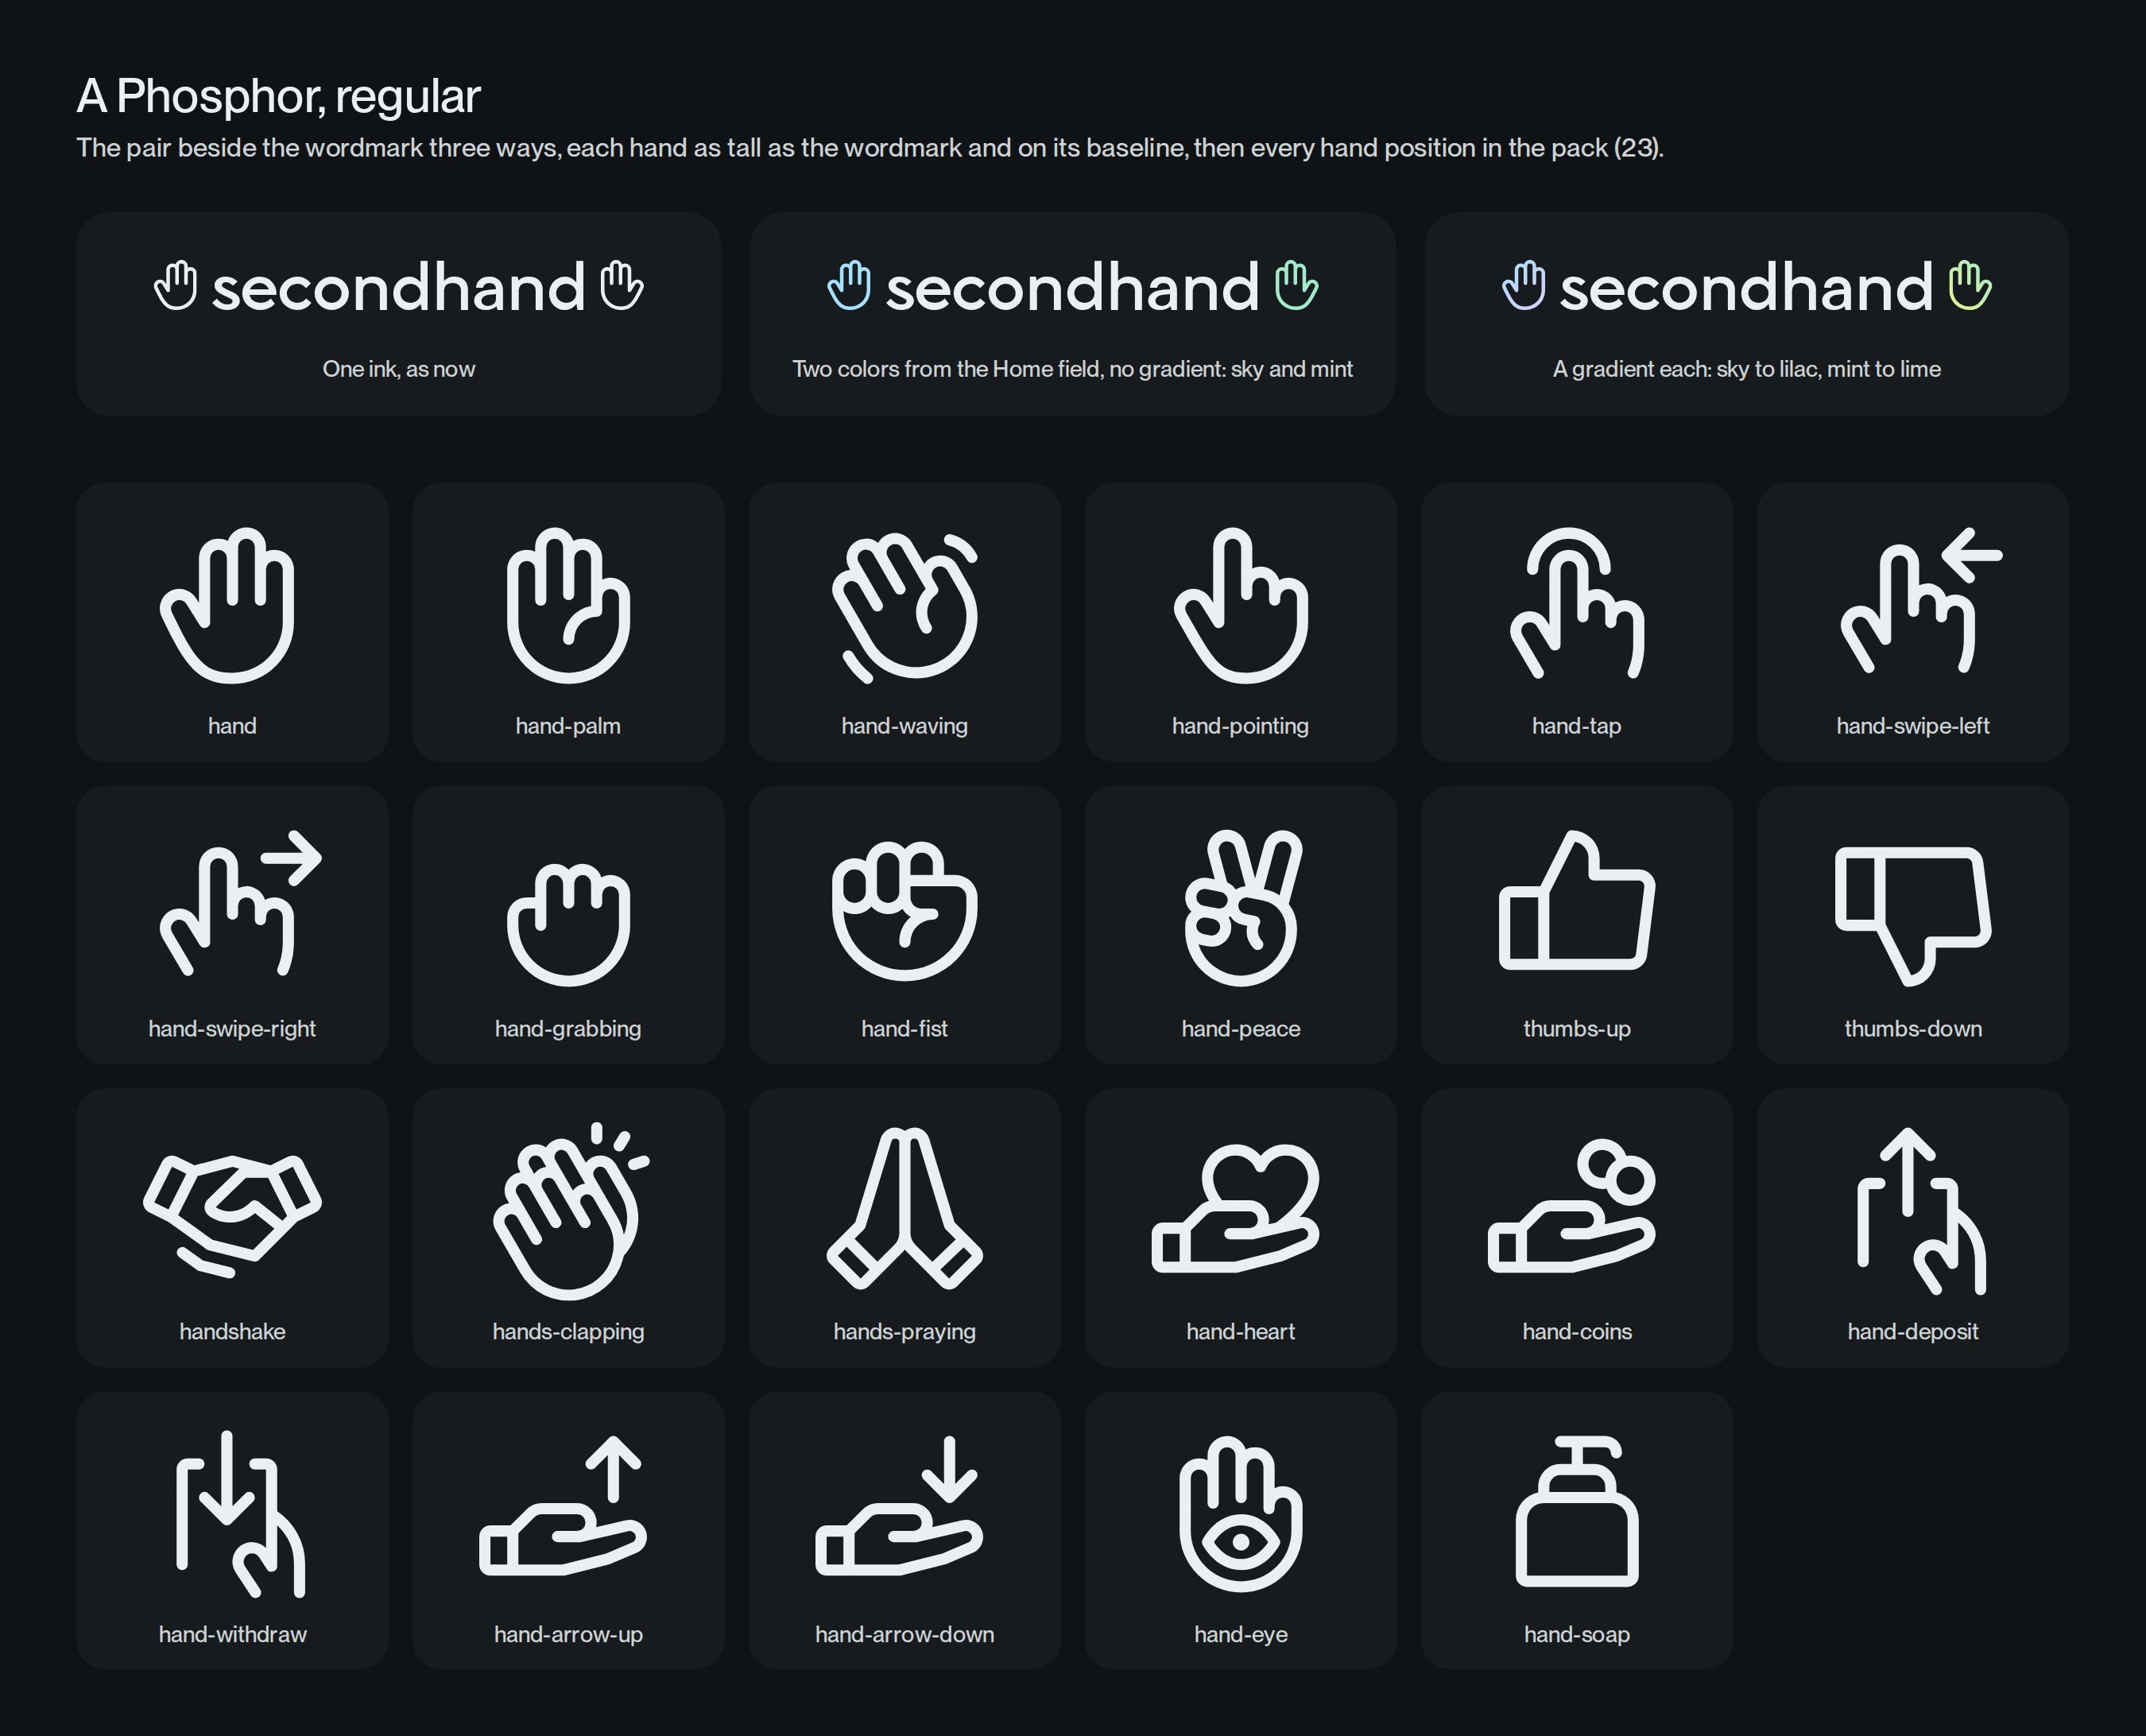 A Phosphor, regular
The pair beside the wordmark three ways, each hand as tall as the wordmark and on its baseline, then every hand position in the pack (23).
secondhand
One ink, as now
secondhand
Two colors from the Home field, no gradient: sky and mint
secondhand
A gradient each: sky to lilac, mint to lime
hand
hand-palm
hand-waving
hand-pointing
hand-tap
hand-swipe-left
hand-swipe-right
hand-grabbing
hand-fist
hand-peace
thumbs-up
thumbs-down
handshake
hands-clapping
hands-praying
hand-heart
hand-coins
hand-deposit
hand-withdraw
hand-arrow-up
hand-arrow-down
hand-eye
hand-soap